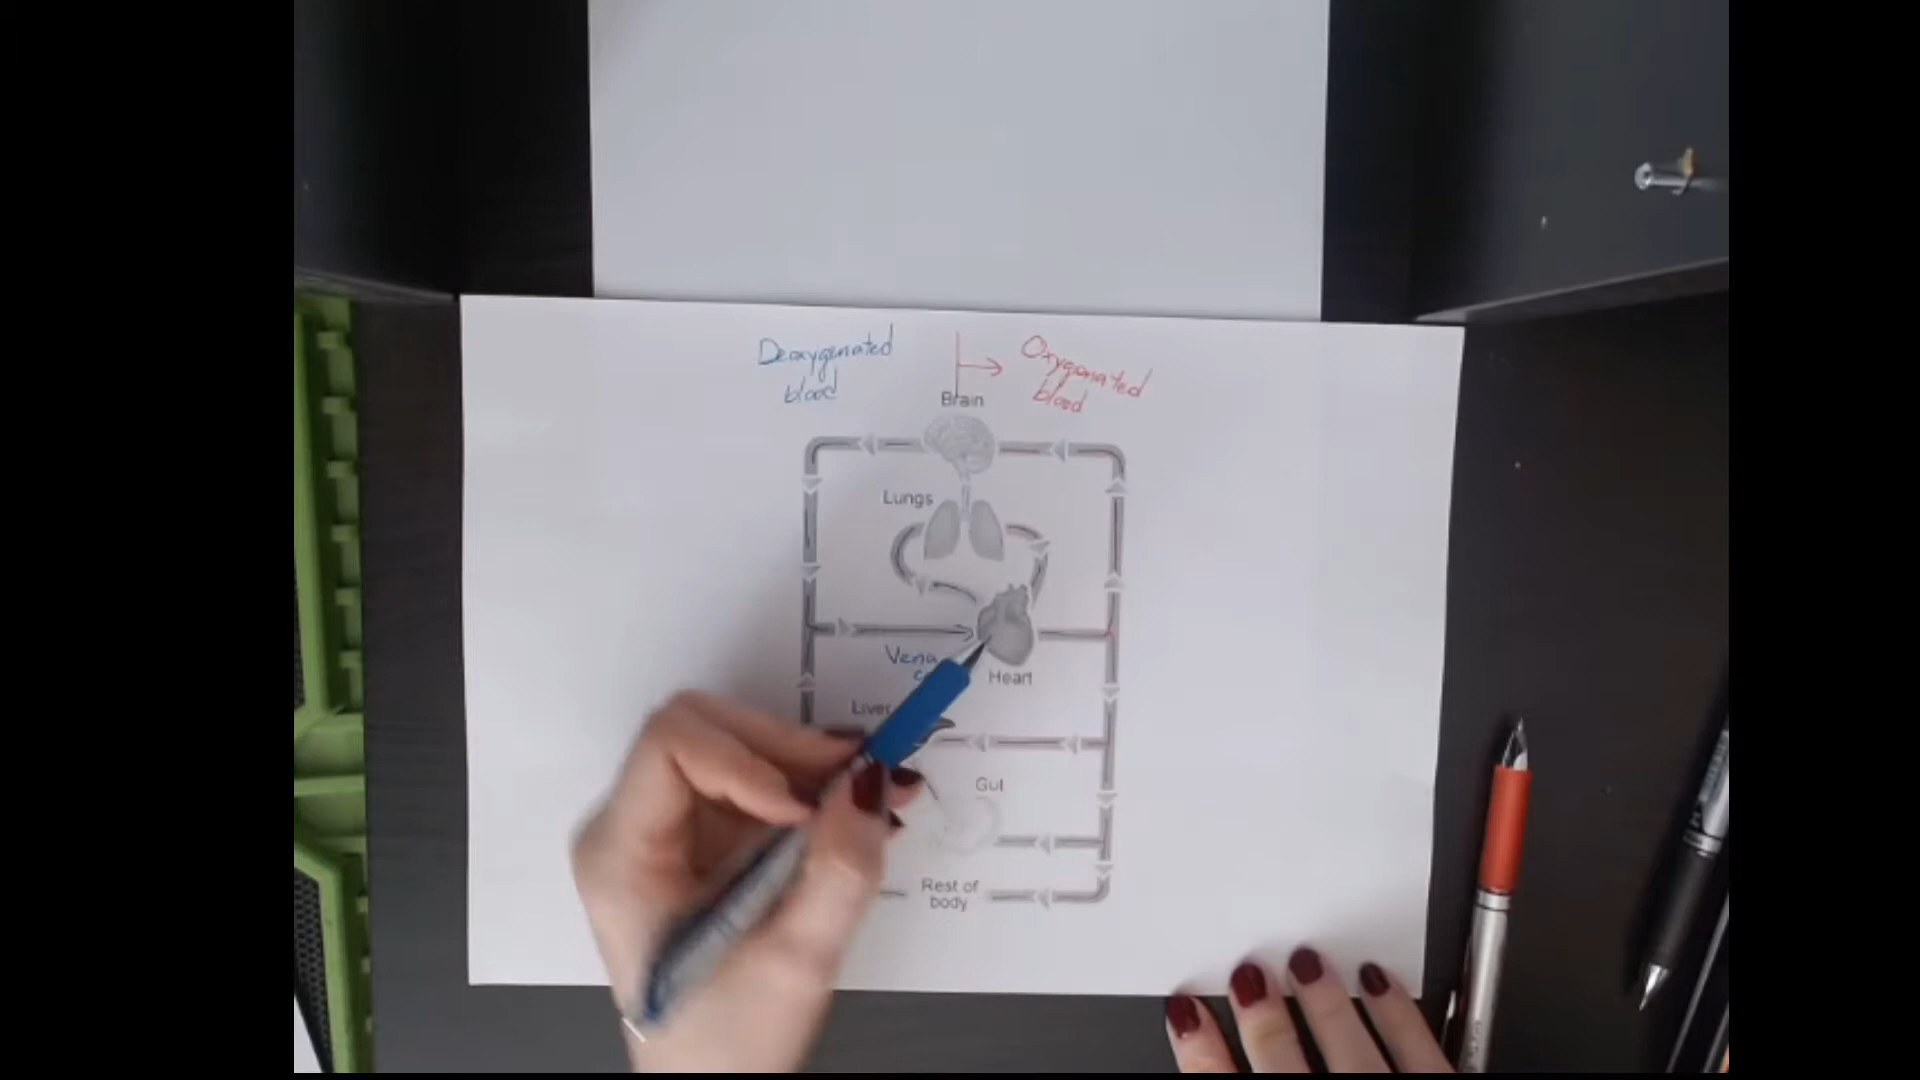 Deoxygenated
blood
Oxygenated
blood
Brain
Lungs
Vena
Heart
Liver
Gut
Rest of
body